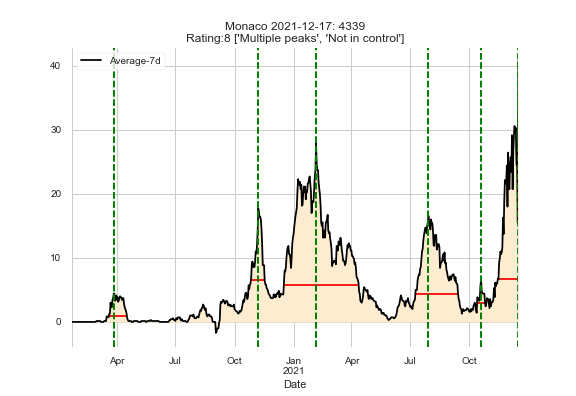 Monaco 2021-12-17: 4339
Rating:8 ['Multiple peaks', 'Not in control']
Average-7d
40
30
20
10
0
Apr Jul Oct Jan Apr Jul Oct
2021
Date